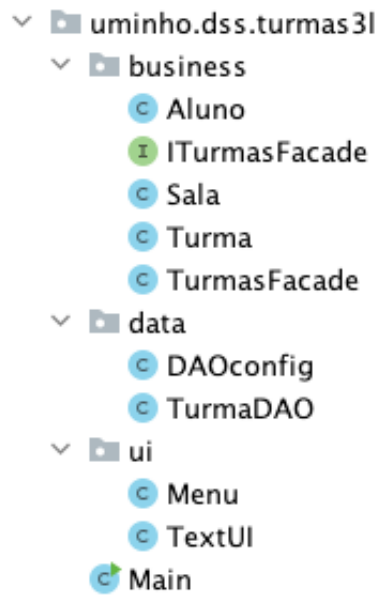 uminho.dss.turmas3l
business
C Aluno
I ITurmasFacade
C Sala
C Turma
C TurmasFacade
data
C DAOconfig
C TurmaDAO
ui
C Menu
C TextUI
C Main